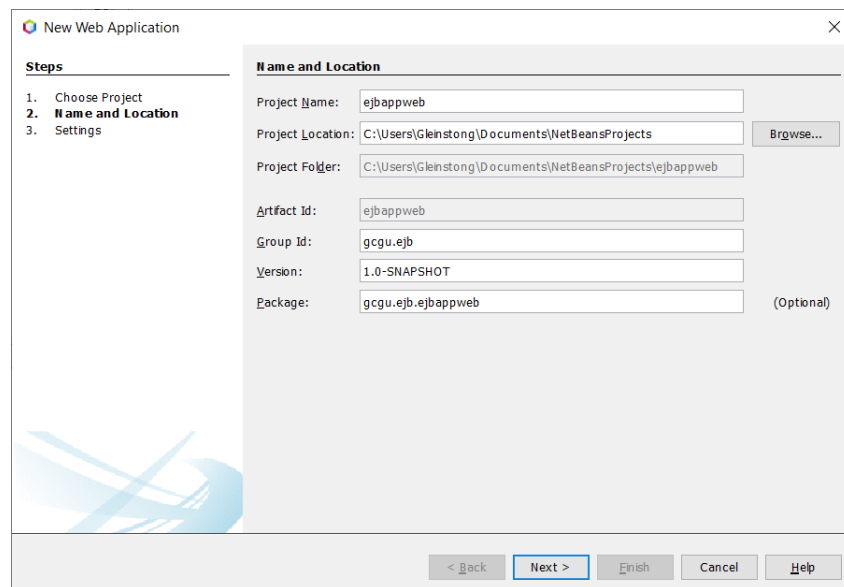 New Web Application
Steps
1. Choose Project
2. Name and Location
3. Settings
Name and Location
Project Name: ejbappweb
Project Location: C:\Users\Gleinstong\Documents\NetBeansProjects Browse...
Project Folder: C:\Users\Gleinstong\Documents\NetBeansProjects\ejbappweb
Artifact Id: ejbappweb
Group Id: gcgu.ejb
Version: 1.0-SNAPSHOT
Package: gcgu.ejb.ejbappweb (Optional)
< Back Next > Finish Cancel Help